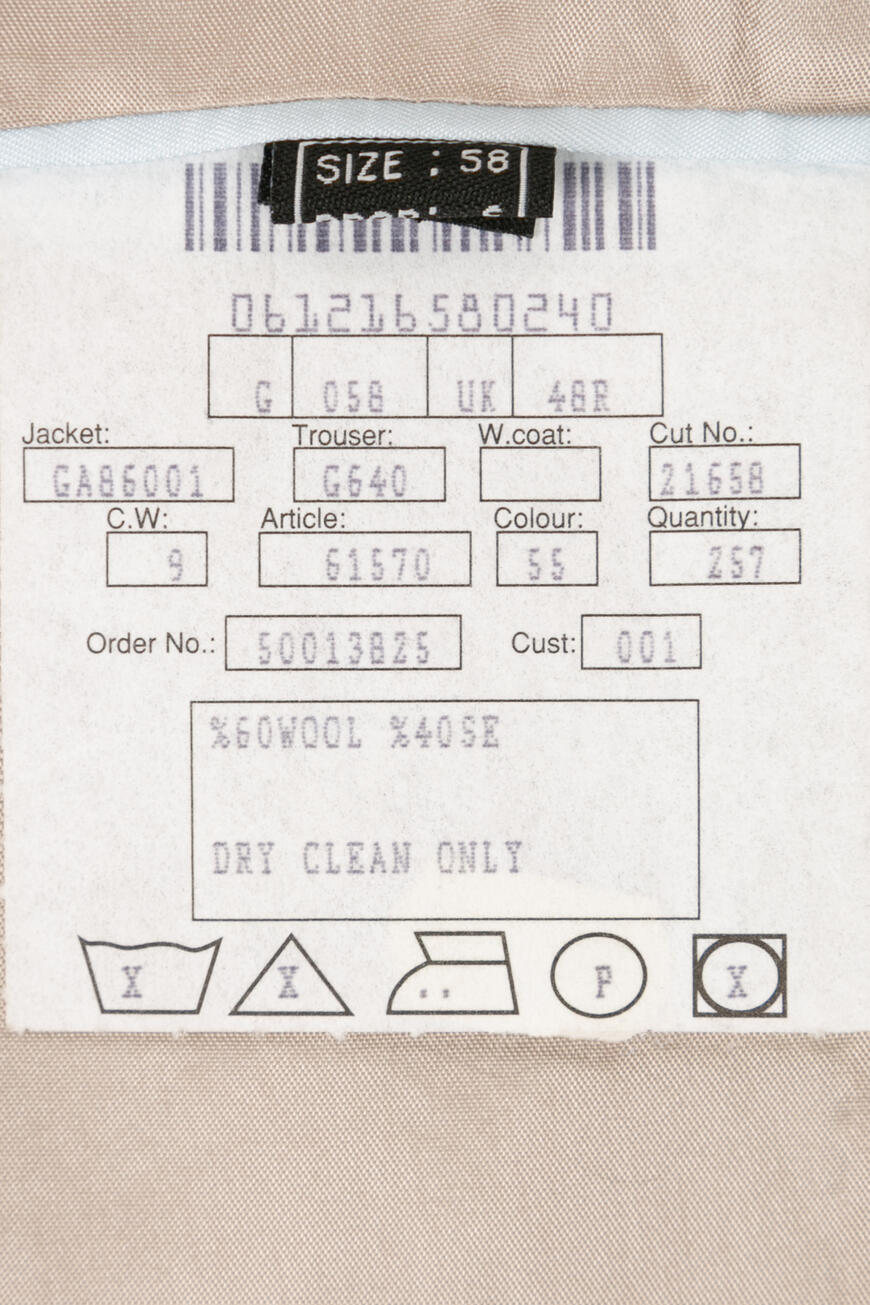 SIZE : 58
061216580240
G 058 UK 48R
Jacket: Trouser: W.coat: Cut No.:
GA86001 G640 21658
C.W: Article: Colour: Quantity:
9 61570 55 257
Order No.: 50013825 Cust: 001
%60WOOL %40SE
DRY CLEAN ONLY
X X .. P X